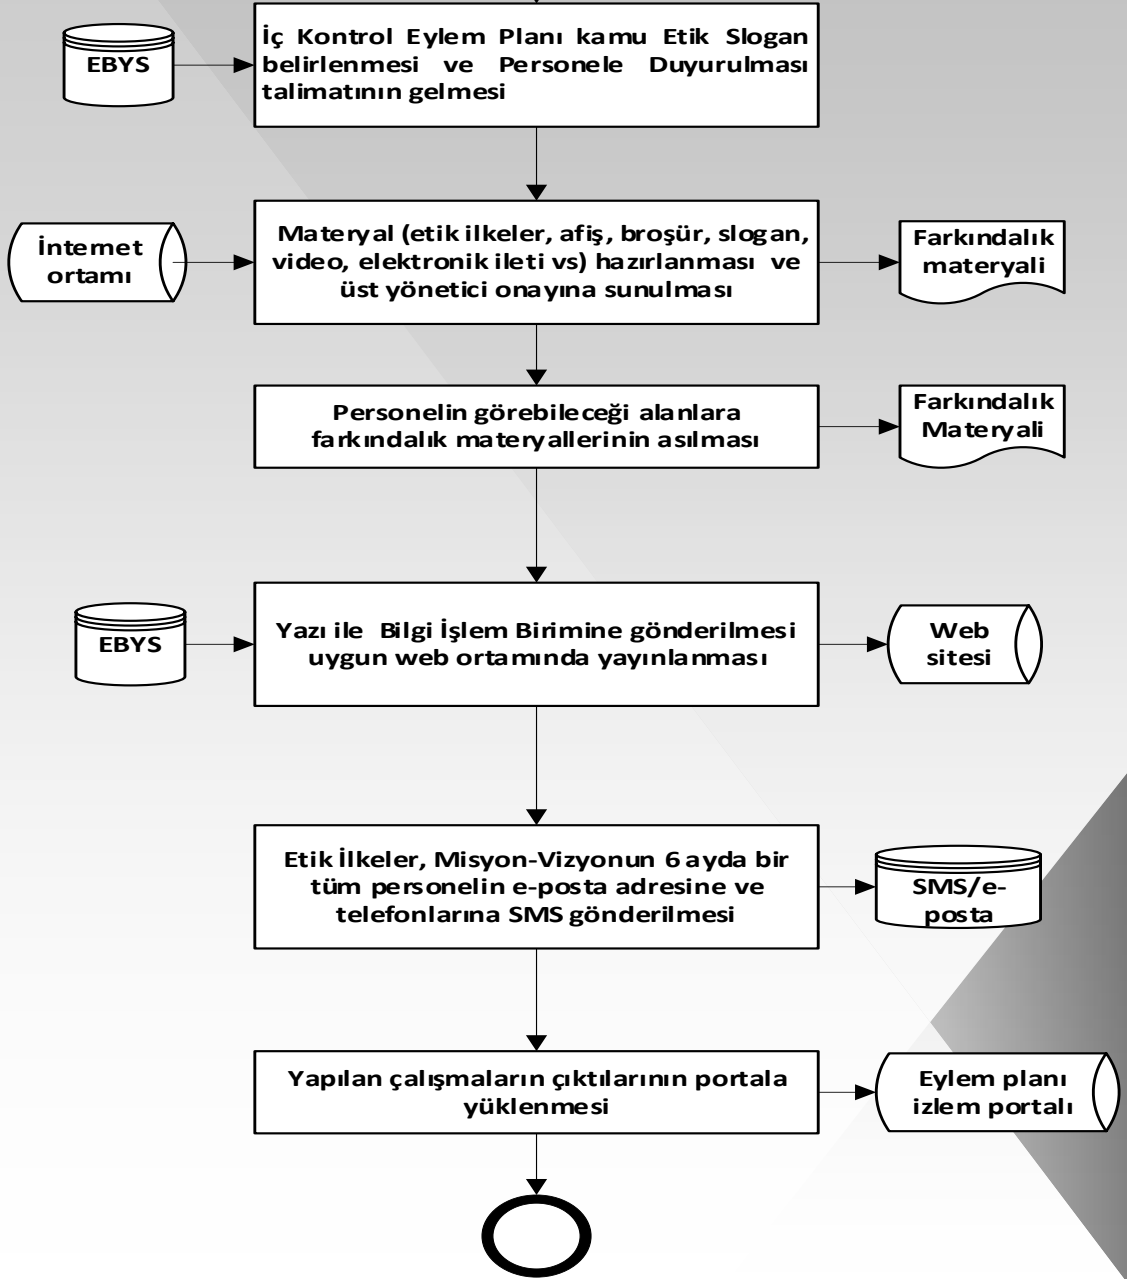 EBYS
İç Kontrol Eylem Planı kamu Etik Slogan
belirlenmesi ve Personele Duyurulması
talimatının gelmesi
İnternet
ortamı
Materyal (etik ilkeler, afiş, broşür, slogan,
video, elektronik ileti vs) hazırlanması ve
üst yönetici onayına sunulması
Farkındalık
materyali
Personelin görebileceği alanlara
farkındalık materyallerinin asılması
Farkındalık
Materyali
EBYS
Yazı ile Bilgi İşlem Birimine gönderilmesi
uygun web ortamında yayınlanması
Web
sitesi
Etik İlkeler, Misyon-Vizyonun 6 ayda bir
tüm personelin e-posta adresine ve
telefonlarına SMS gönderilmesi
SMS/e-
posta
Yapılan çalışmaların çıktılarının portala
yüklenmesi
Eylem planı
izlem portalı